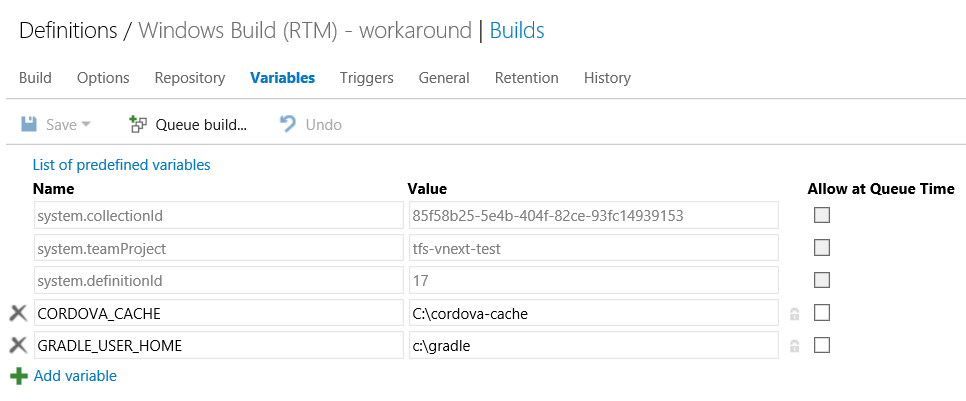 Definitions / Windows Build (RTM) - workaround | Builds
Build Options Repository Variables Triggers General Retention History
Save Queue build... Undo
List of predefined variables
Name Value Allow at Queue Time
system.collectionId 85f58b25-5e4b-404f-82ce-93fc14939153
system.teamProject tfs-vnext-test
system.definitionId 17
CORDOVA_CACHE C:\cordova-cache
GRADLE_USER_HOME c:\gradle
Add variable